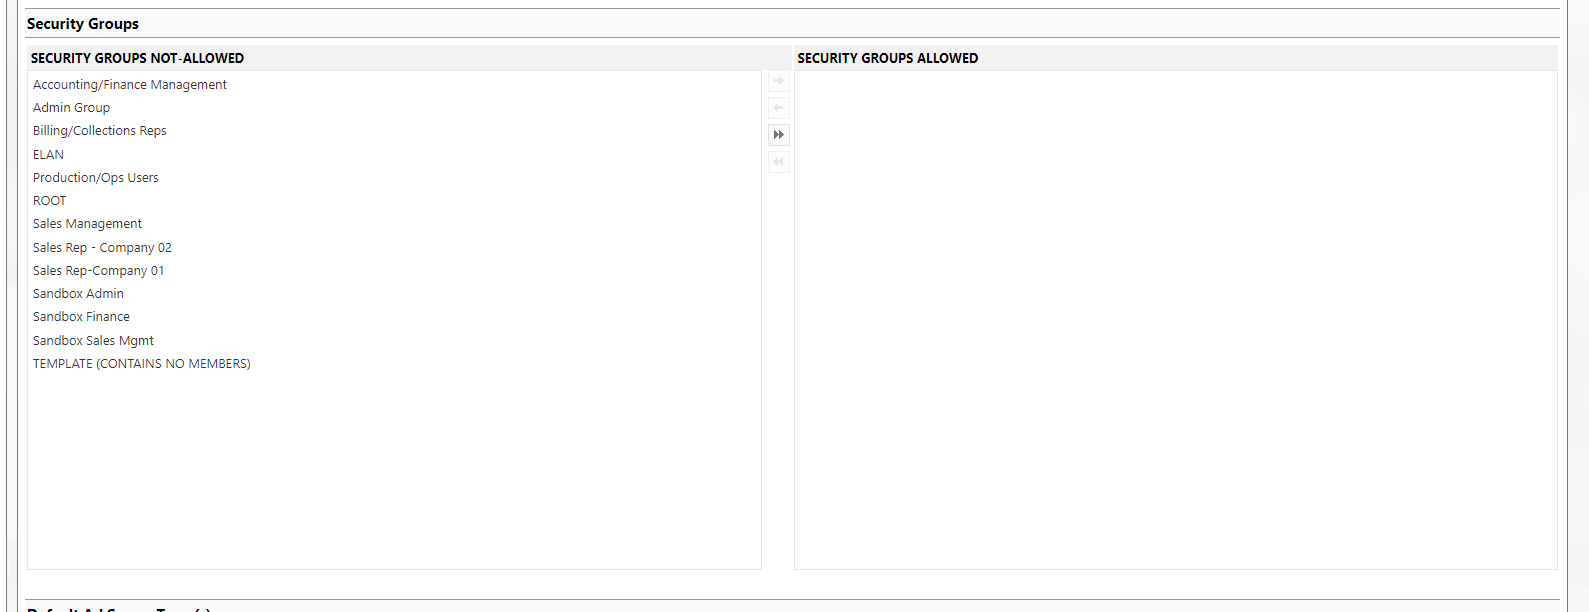 Security Groups
SECURITY GROUPS NOT-ALLOWED
SECURITY GROUPS ALLOWED
Accounting/Finance Management
Admin Group
Billing/Collections Reps
ELAN
Production/Ops Users
ROOT
Sales Management
Sales Rep - Company 02
Sales Rep-Company 01
Sandbox Admin
Sandbox Finance
Sandbox Sales Mgmt
TEMPLATE (CONTAINS NO MEMBERS)